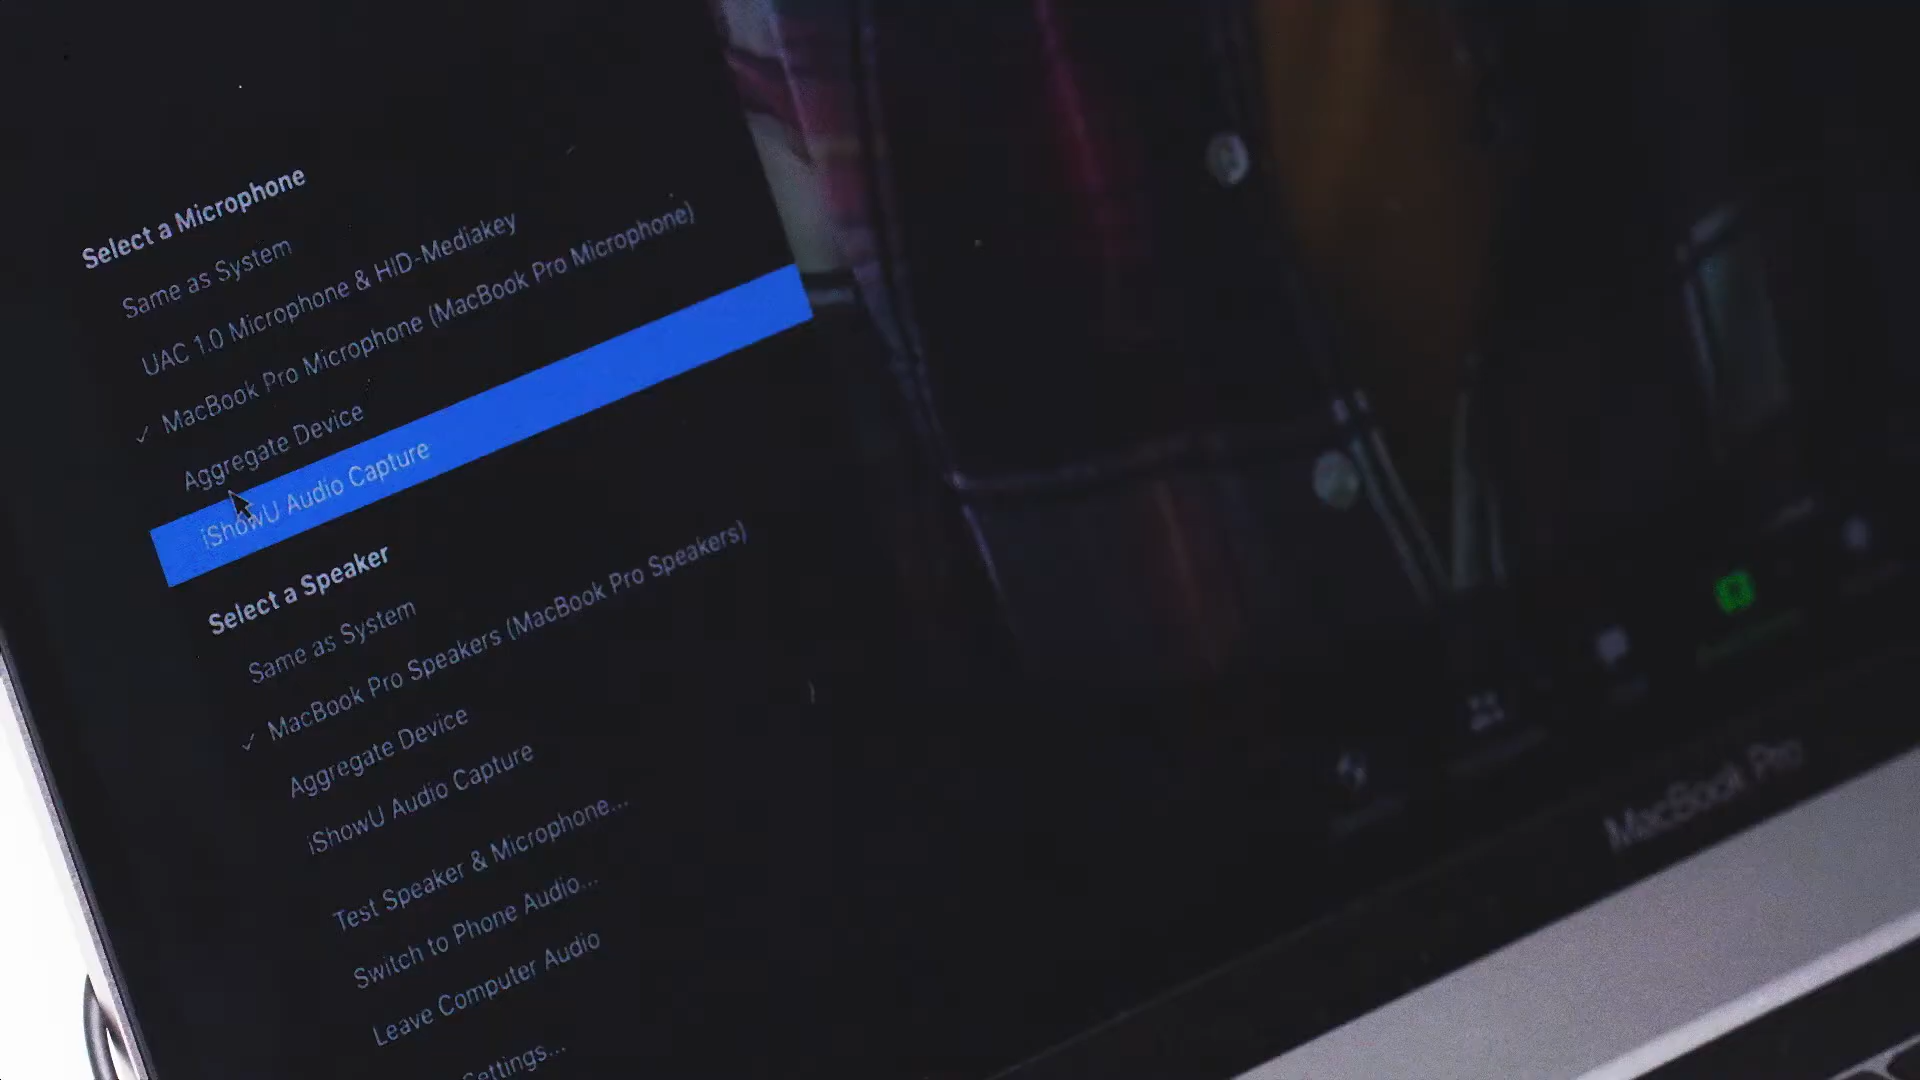 Select a Microphone
Same as System
UAC 1.0 Microphone & HID-Mediakey
✓ MacBook Pro Microphone (MacBook Pro Microphone)
Aggregate Device
iShowU Audio Capture
Select a Speaker
Same as System
✓ MacBook Pro Speakers (MacBook Pro Speakers)
Aggregate Device
iShowU Audio Capture
Test Speaker & Microphone...
Switch to Phone Audio...
Leave Computer Audio
Settings...
MacBook Pro